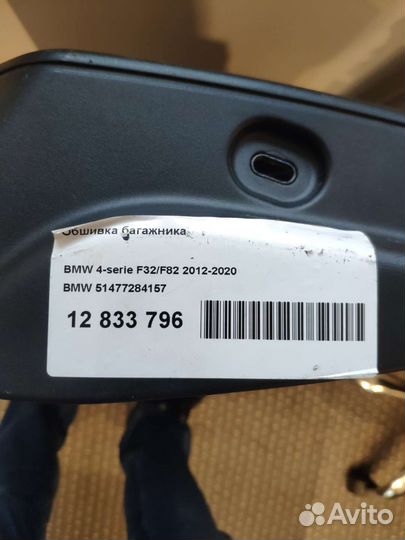 Обшивка багажника
BMW 4-serie F32/F82 2012-2020
BMW 51477284157
12 833 796
Avito